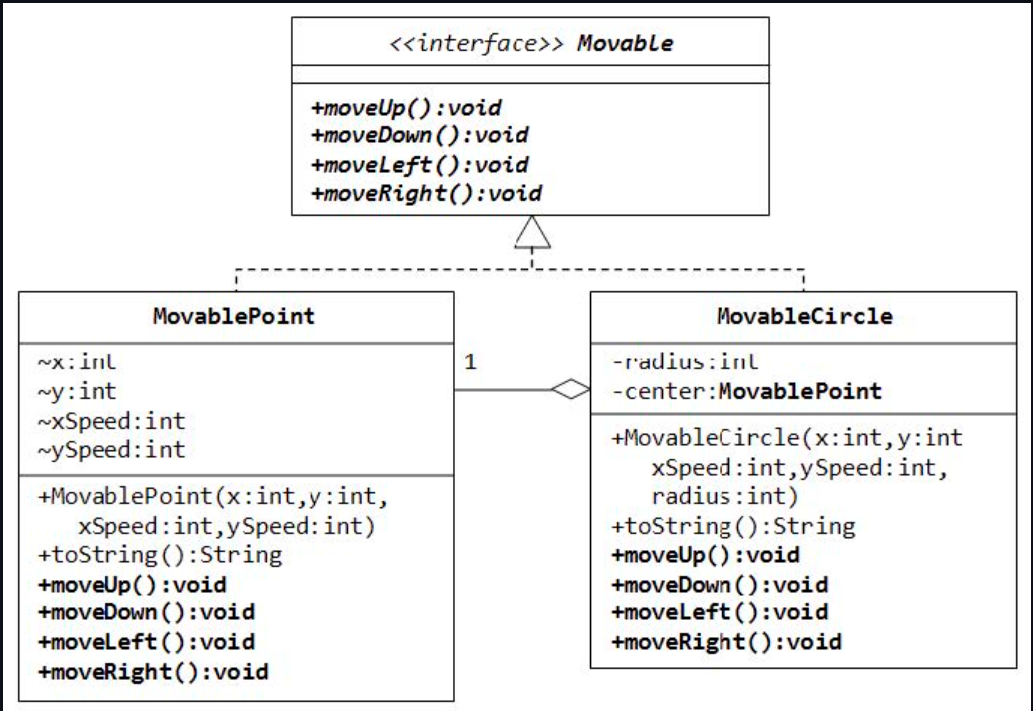 <<interface>> Movable
+moveUp():void
+moveDown():void
+moveLeft():void
+moveRight():void
MovablePoint
~x:int
~y:int
~xSpeed:int
~ySpeed:int
+MovablePoint(x:int,y:int,
xSpeed:int,ySpeed:int)
+toString():String
+moveUp():void
+moveDown():void
+moveLeft():void
+moveRight():void
1
MovableCircle
-radius:int
-center:MovablePoint
+MovableCircle(x:int,y:int
xSpeed:int,ySpeed:int,
radius:int)
+toString():String
+moveUp():void
+moveDown():void
+moveLeft():void
+moveRight():void